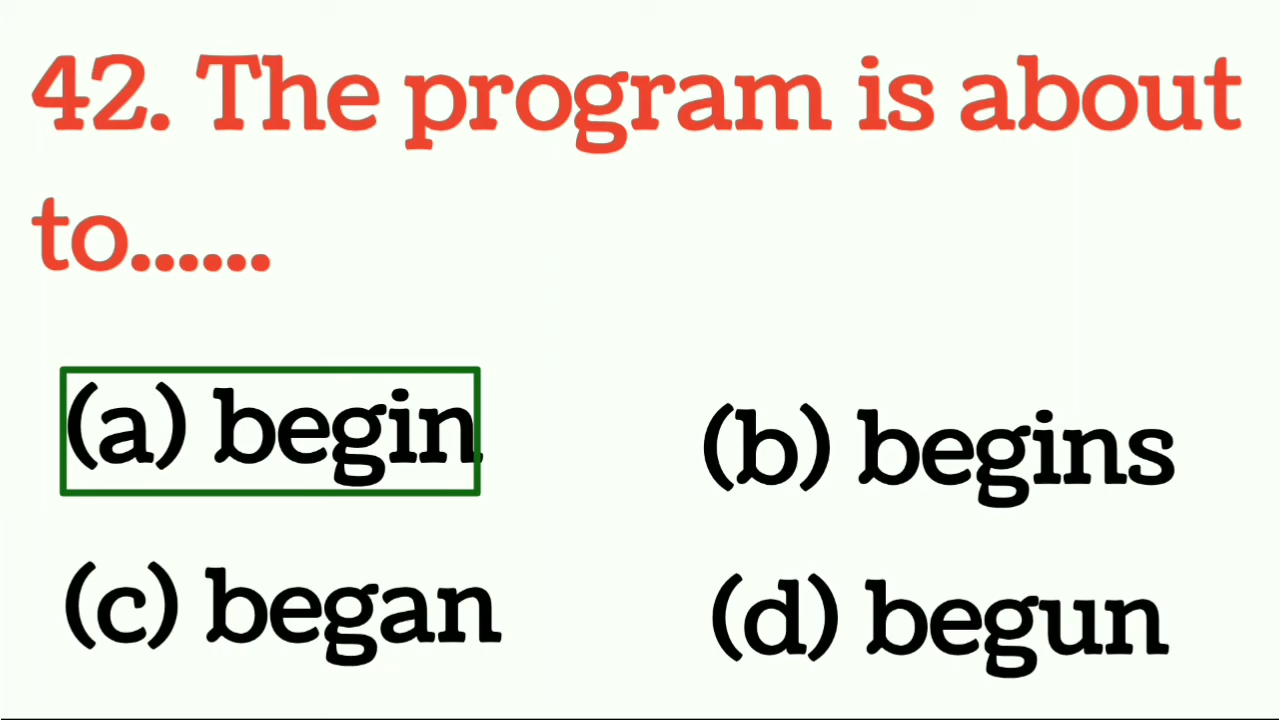 42. The program is about
to......
(a) begin
(b) begins
(c) began
(d) begun